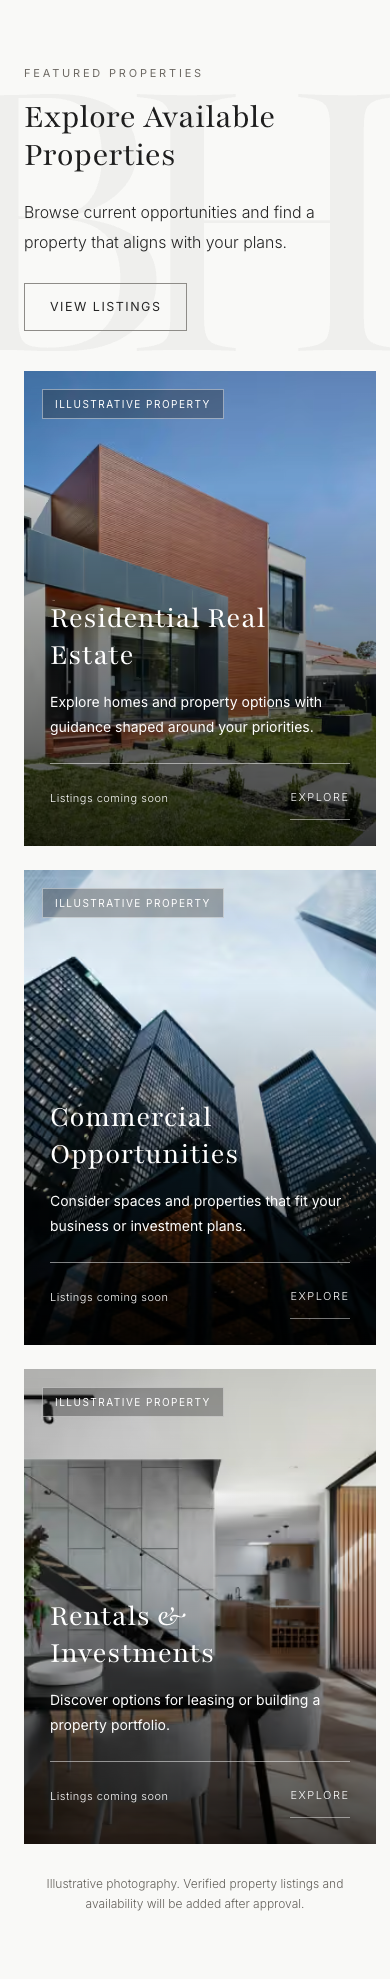 FEATURED PROPERTIES
BH
Explore Available
Properties
Browse current opportunities and find a
property that aligns with your plans.
VIEW LISTINGS
ILLUSTRATIVE PROPERTY
Residential Real
Estate
Explore homes and property options with
guidance shaped around your priorities.
Listings coming soon
EXPLORE
ILLUSTRATIVE PROPERTY
Commercial
Opportunities
Consider spaces and properties that fit your
business or investment plans.
Listings coming soon
EXPLORE
ILLUSTRATIVE PROPERTY
Rentals &
Investments
Discover options for leasing or building a
property portfolio.
Listings coming soon
EXPLORE
Illustrative photography. Verified property listings and
availability will be added after approval.